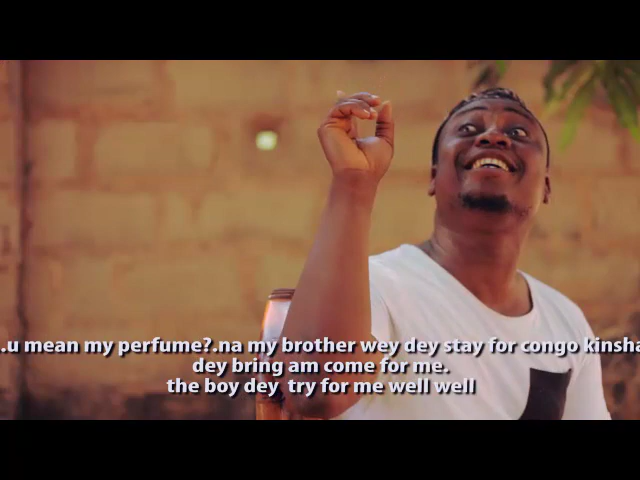 .u mean my perfume?.na my brother wey dey stay for congo kinsha
dey bring am come for me.
the boy dey try for me well well